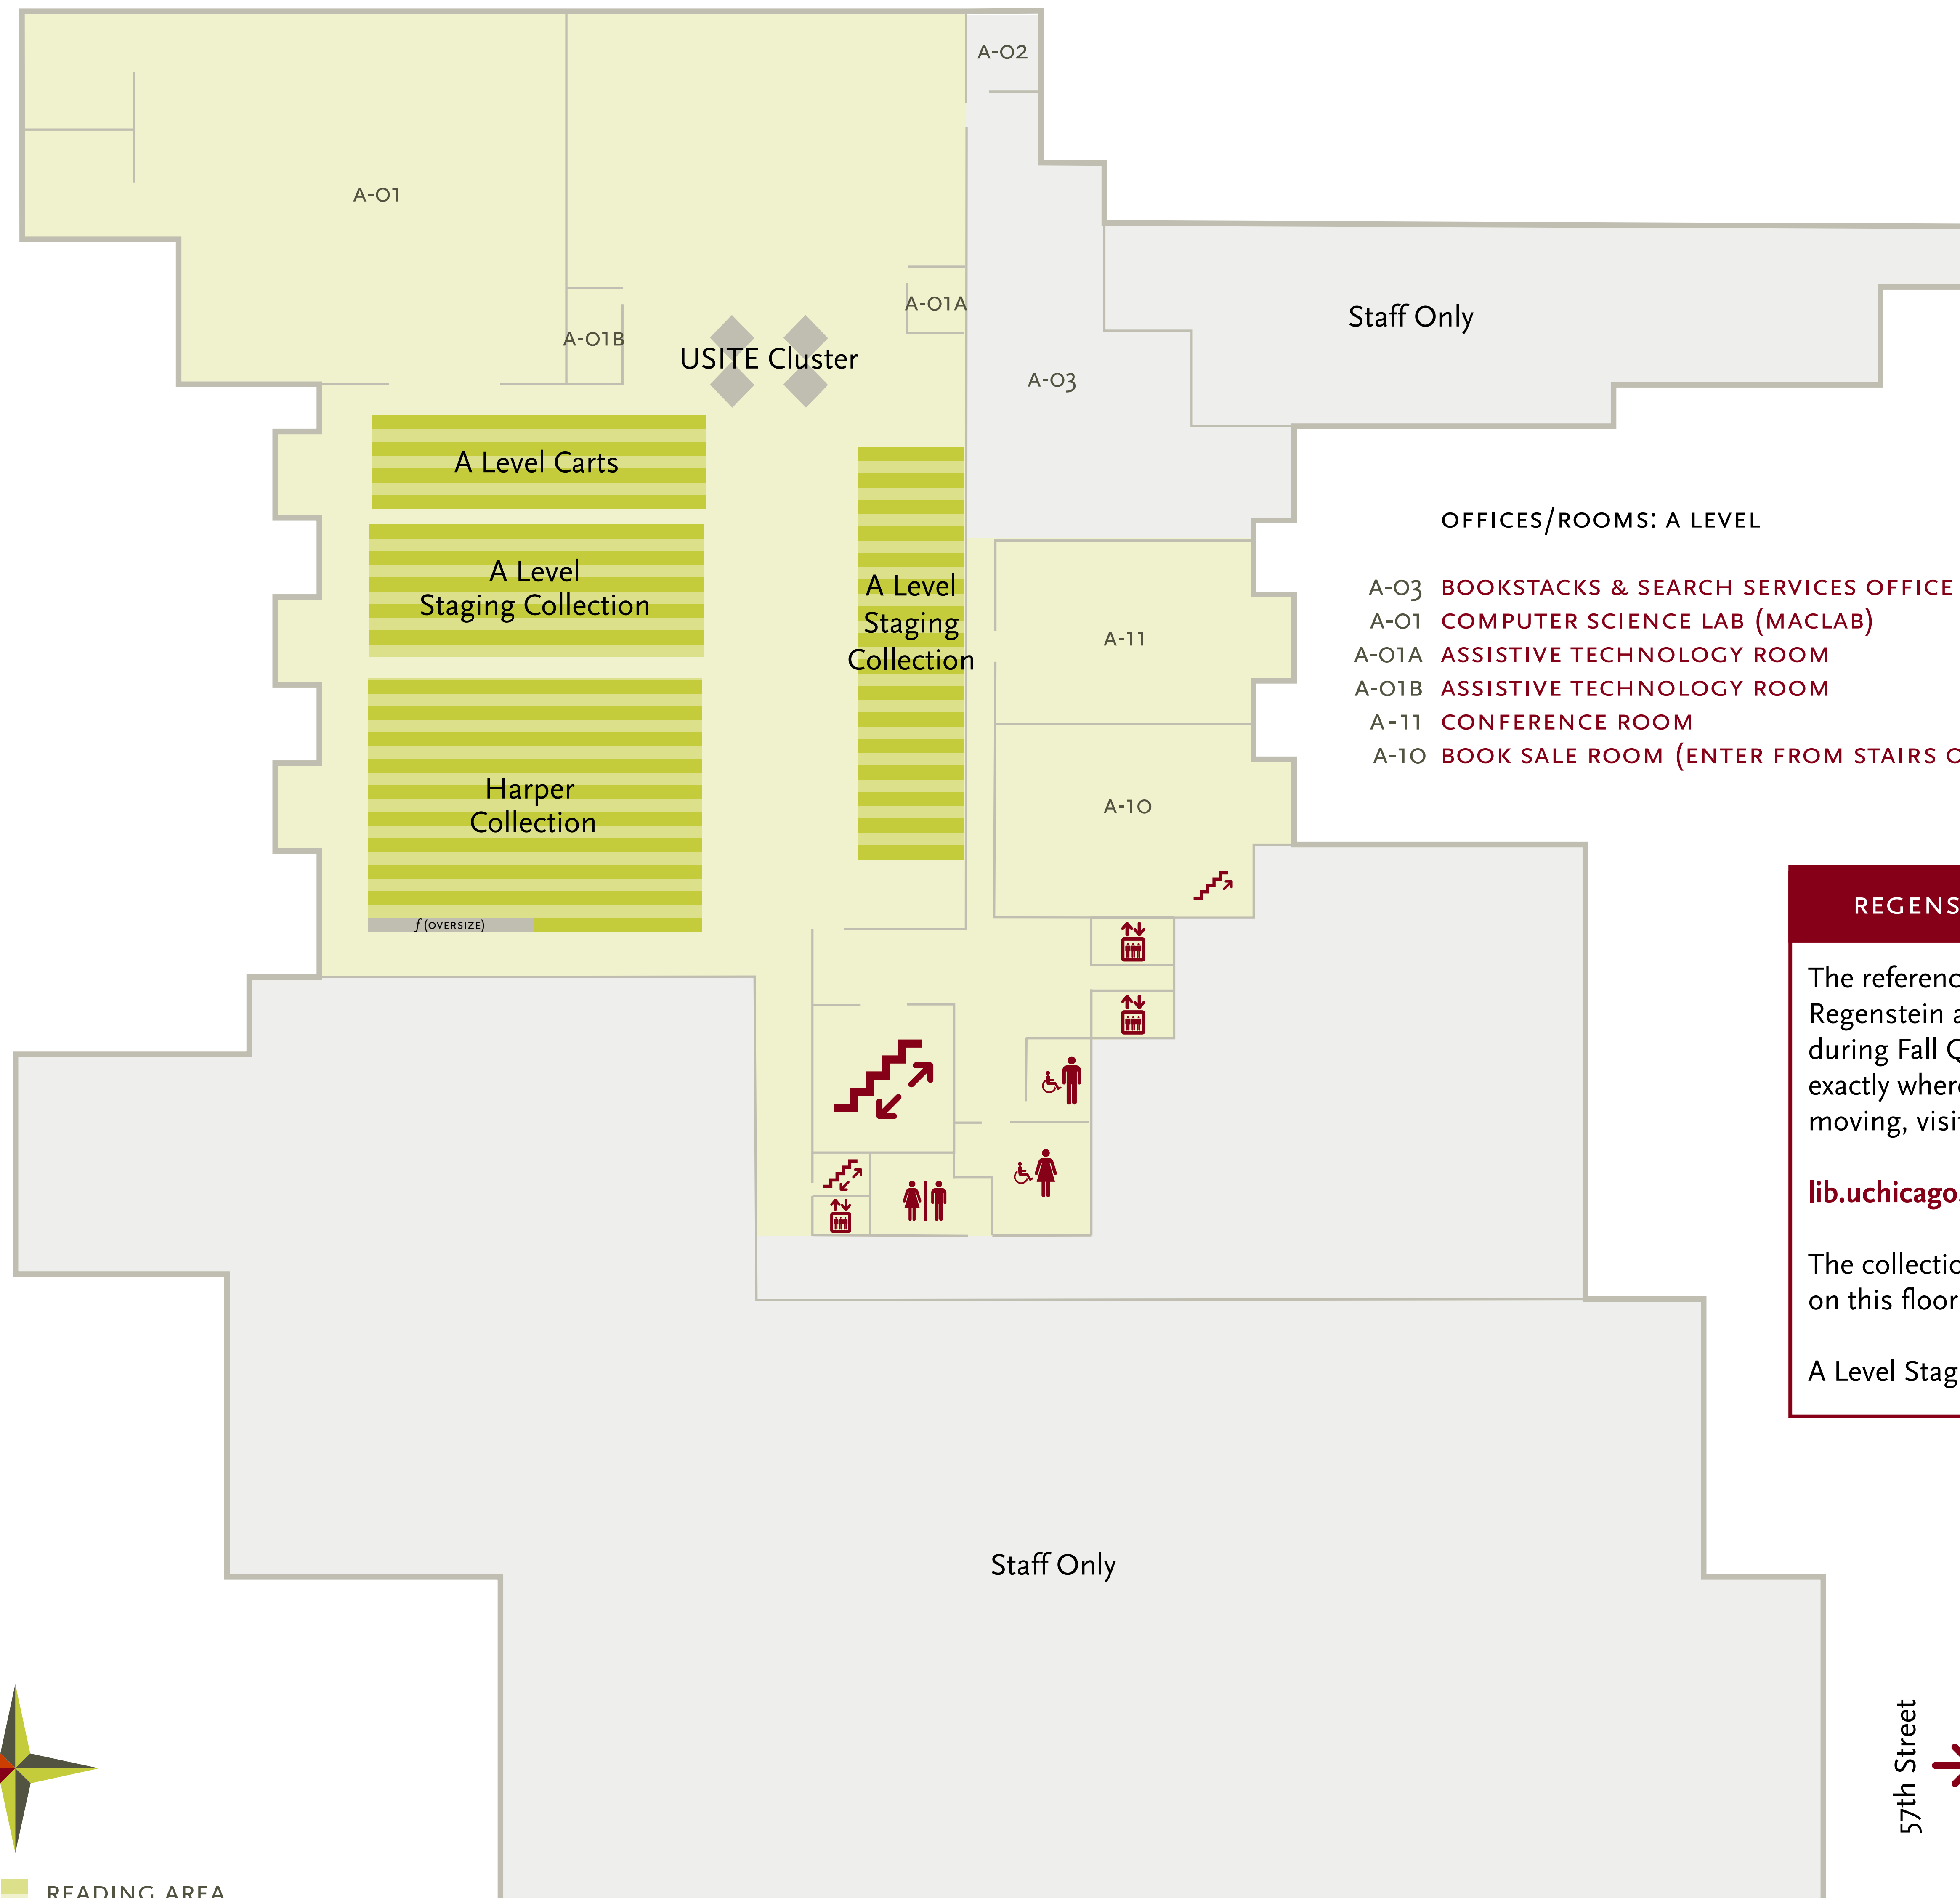 A-02
A-01
A-01A
Staff Only
A-01B
USITE Cluster
A-03
A Level Carts
A Level
Staging Collection
A Level
Staging
Collection
Harper
Collection
f (OVERSIZE)
A-11
A-10
OFFICES/ROOMS: A LEVEL
A-03 BOOKSTACKS & SEARCH SERVICES OFFICE
A-01 COMPUTER SCIENCE LAB (MACLAB)
A-01A ASSISTIVE TECHNOLOGY ROOM
A-01B ASSISTIVE TECHNOLOGY ROOM
A-11 CONFERENCE ROOM
A-10 BOOK SALE ROOM (ENTER FROM STAIRS O
REGENS
The referenc
Regenstein a
during Fall Q
exactly where
moving, visit
lib.uchicago.
The collectio
on this floor
A Level Stag
Staff Only
57th Street
READING AREA